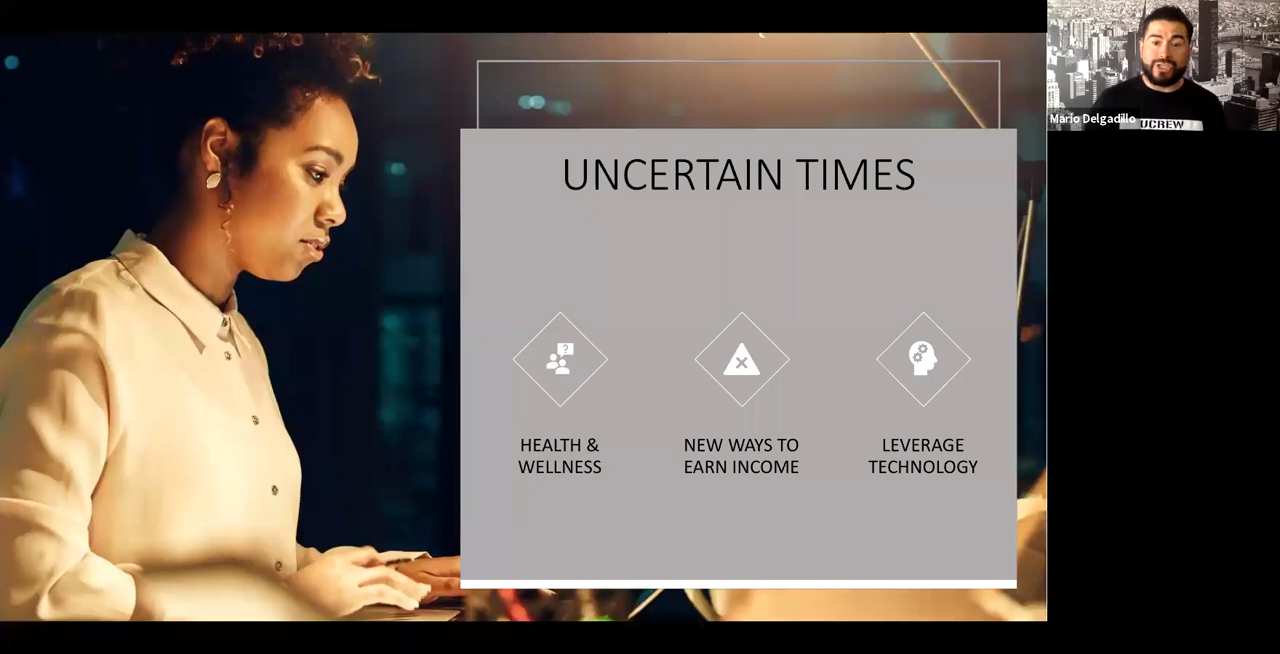 UNCERTAIN TIMES
?
HEALTH &
WELLNESS
NEW WAYS TO
EARN INCOME
LEVERAGE
TECHNOLOGY
Mario Delgadillo
UCREW